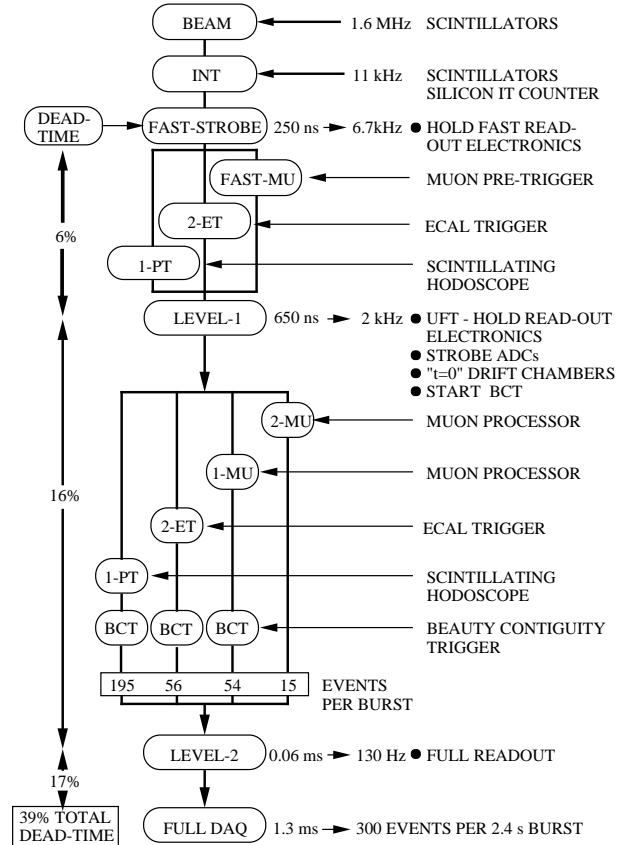 BEAM
1.6 MHz SCINTILLATORS
INT
11 kHz SCINTILLATORS
SILICON IT COUNTER
DEAD-
TIME
FAST-STROBE 250 ns 6.7kHz ● HOLD FAST READ-
OUT ELECTRONICS
FAST-MU MUON PRE-TRIGGER
2-ET ECAL TRIGGER
6%
1-PT SCINTILLATING
HODOSCOPE
LEVEL-1 650 ns 2 kHz ● UFT - HOLD READ-OUT
ELECTRONICS
● STROBE ADCs
● "t=0" DRIFT CHAMBERS
● START BCT
2-MU MUON PROCESSOR
1-MU MUON PROCESSOR
16%
2-ET ECAL TRIGGER
1-PT SCINTILLATING
HODOSCOPE
BCT BCT BCT BEAUTY CONTIGUITY
TRIGGER
195 56 54 15 EVENTS
PER BURST
LEVEL-2 0.06 ms 130 Hz ● FULL READOUT
17%
39% TOTAL
DEAD-TIME
FULL DAQ 1.3 ms 300 EVENTS PER 2.4 s BURST